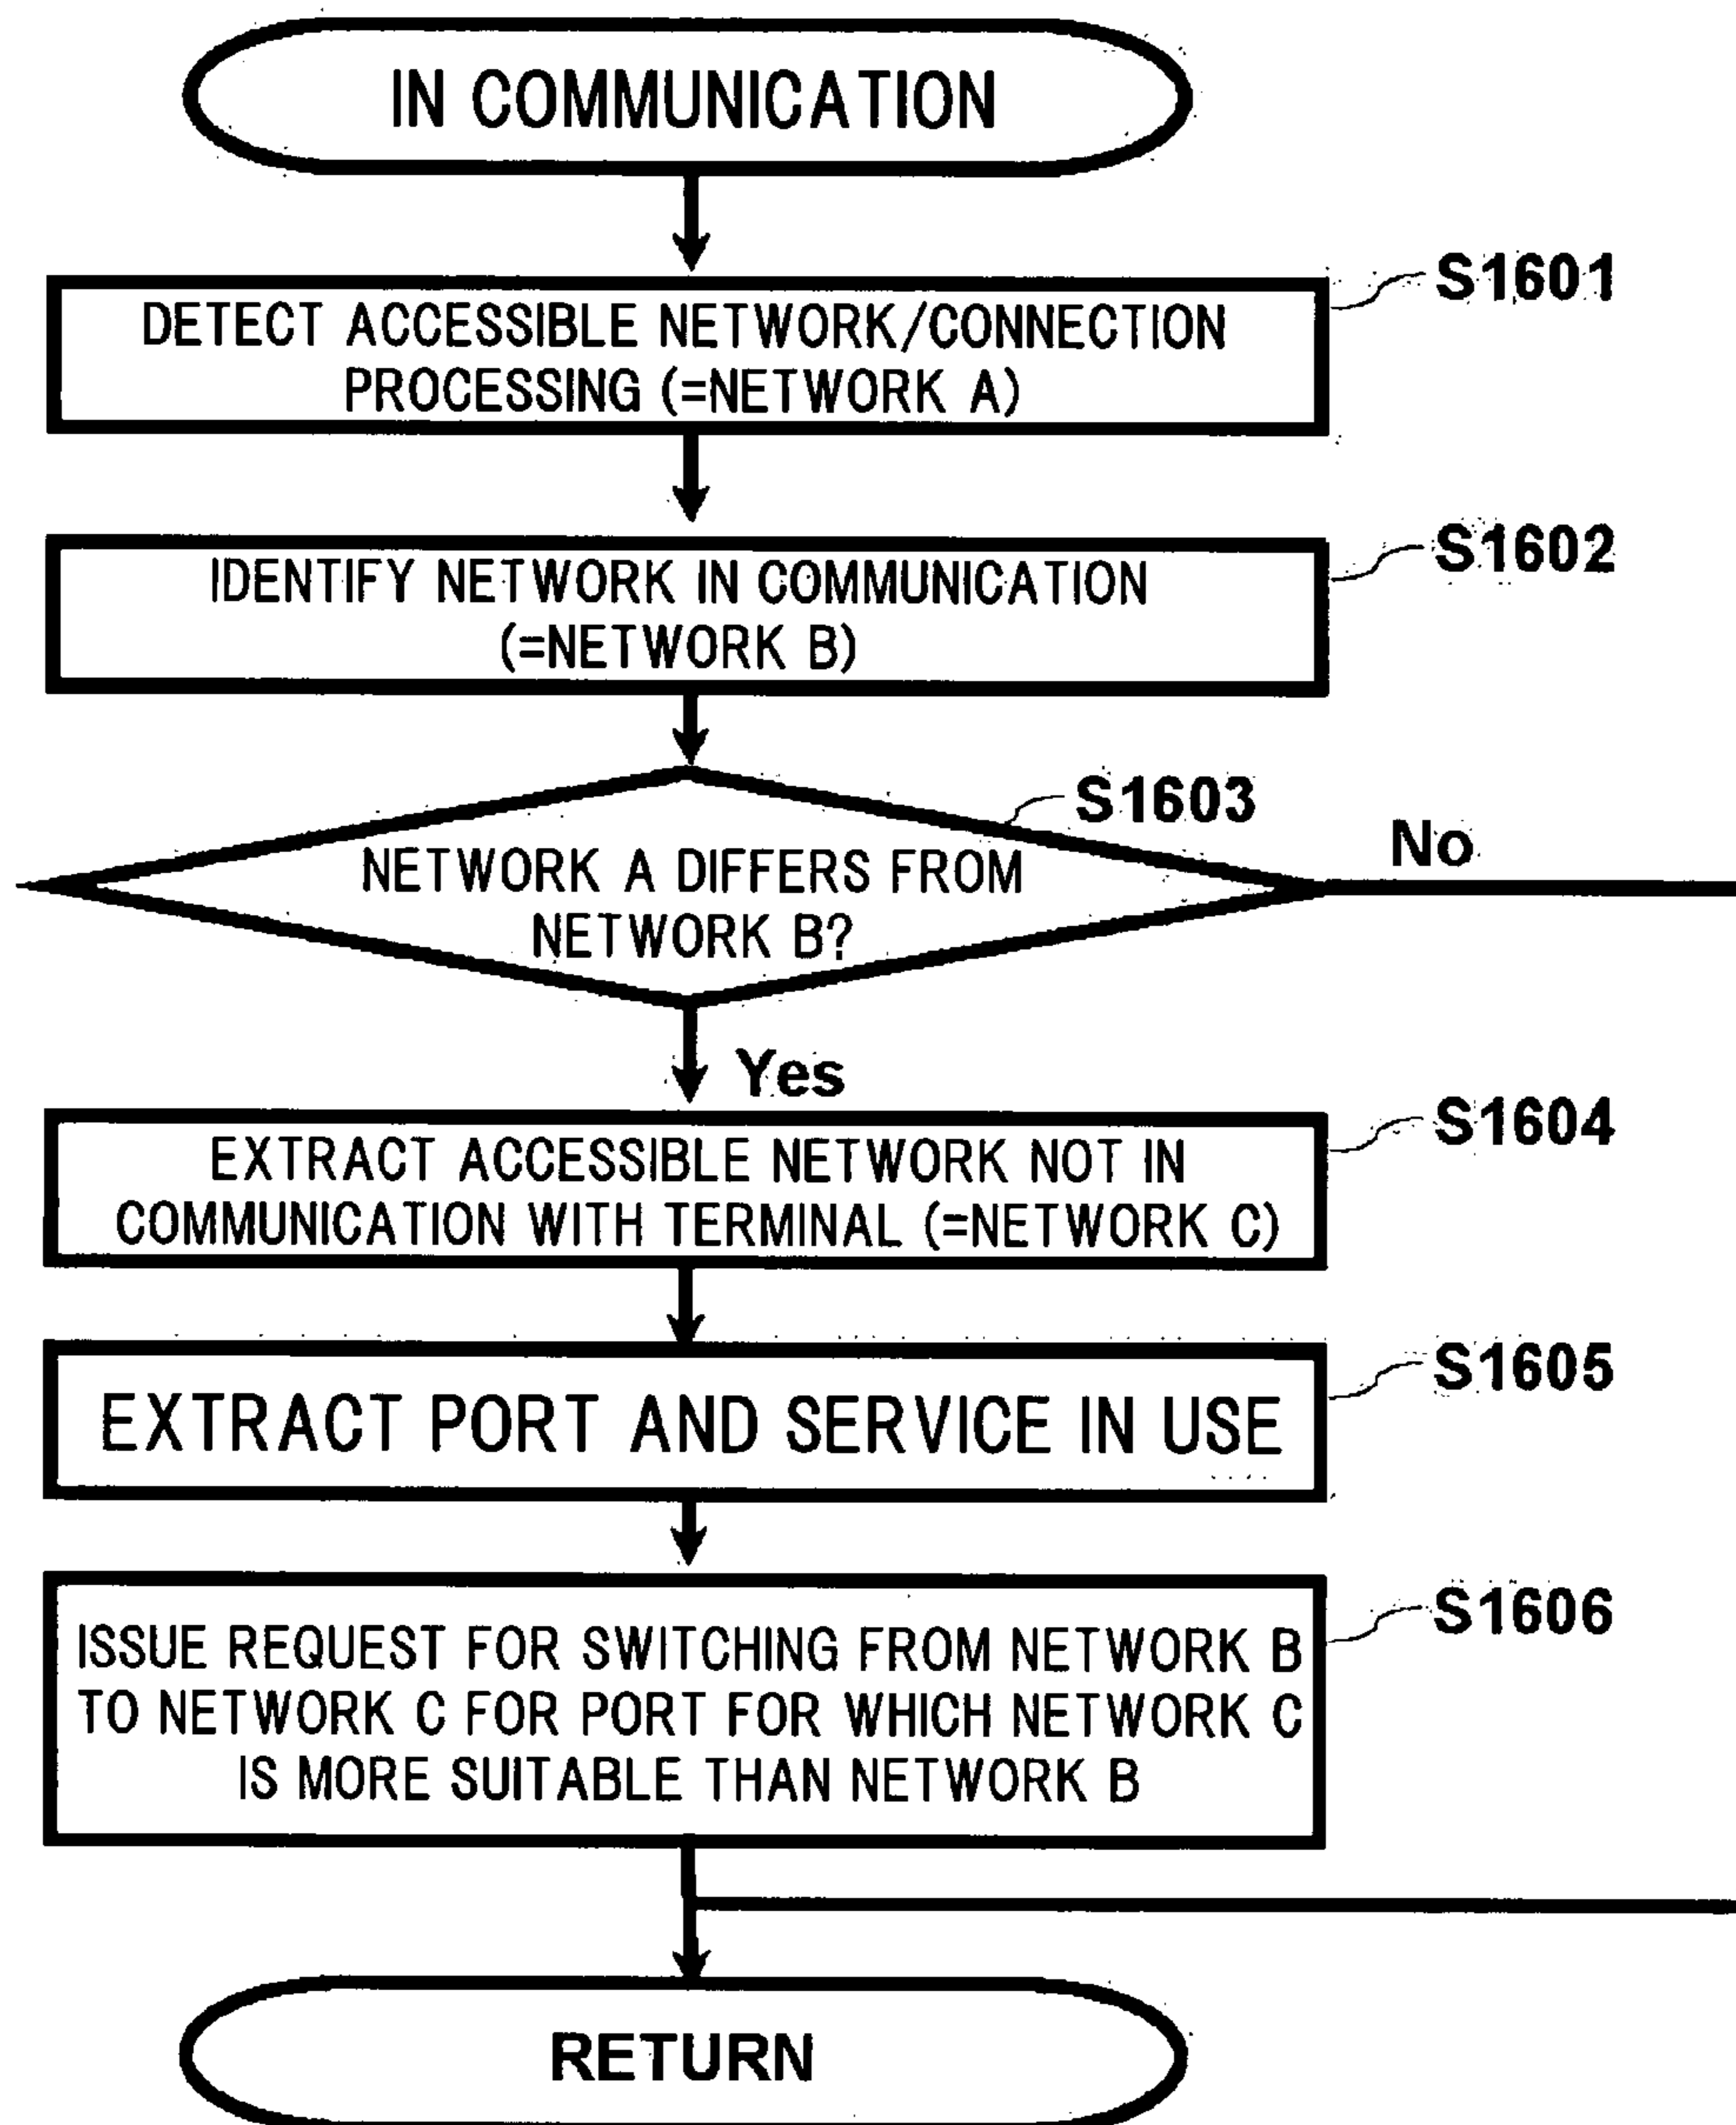 IN COMMUNICATION
S1601
DETECT ACCESSIBLE NETWORK/CONNECTION
PROCESSING (=NETWORK A)
S1602
IDENTIFY NETWORK IN COMMUNICATION
(=NETWORK B)
S1603
No
NETWORK A DIFFERS FROM
NETWORK B?
Yes
S1604
EXTRACT ACCESSIBLE NETWORK NOT IN
COMMUNICATION WITH TERMINAL (=NETWORK C)
S1605
EXTRACT PORT AND SERVICE IN USE
S1606
ISSUE REQUEST FOR SWITCHING FROM NETWORK B
TO NETWORK C FOR PORT FOR WHICH NETWORK C
IS MORE SUITABLE THAN NETWORK B
RETURN